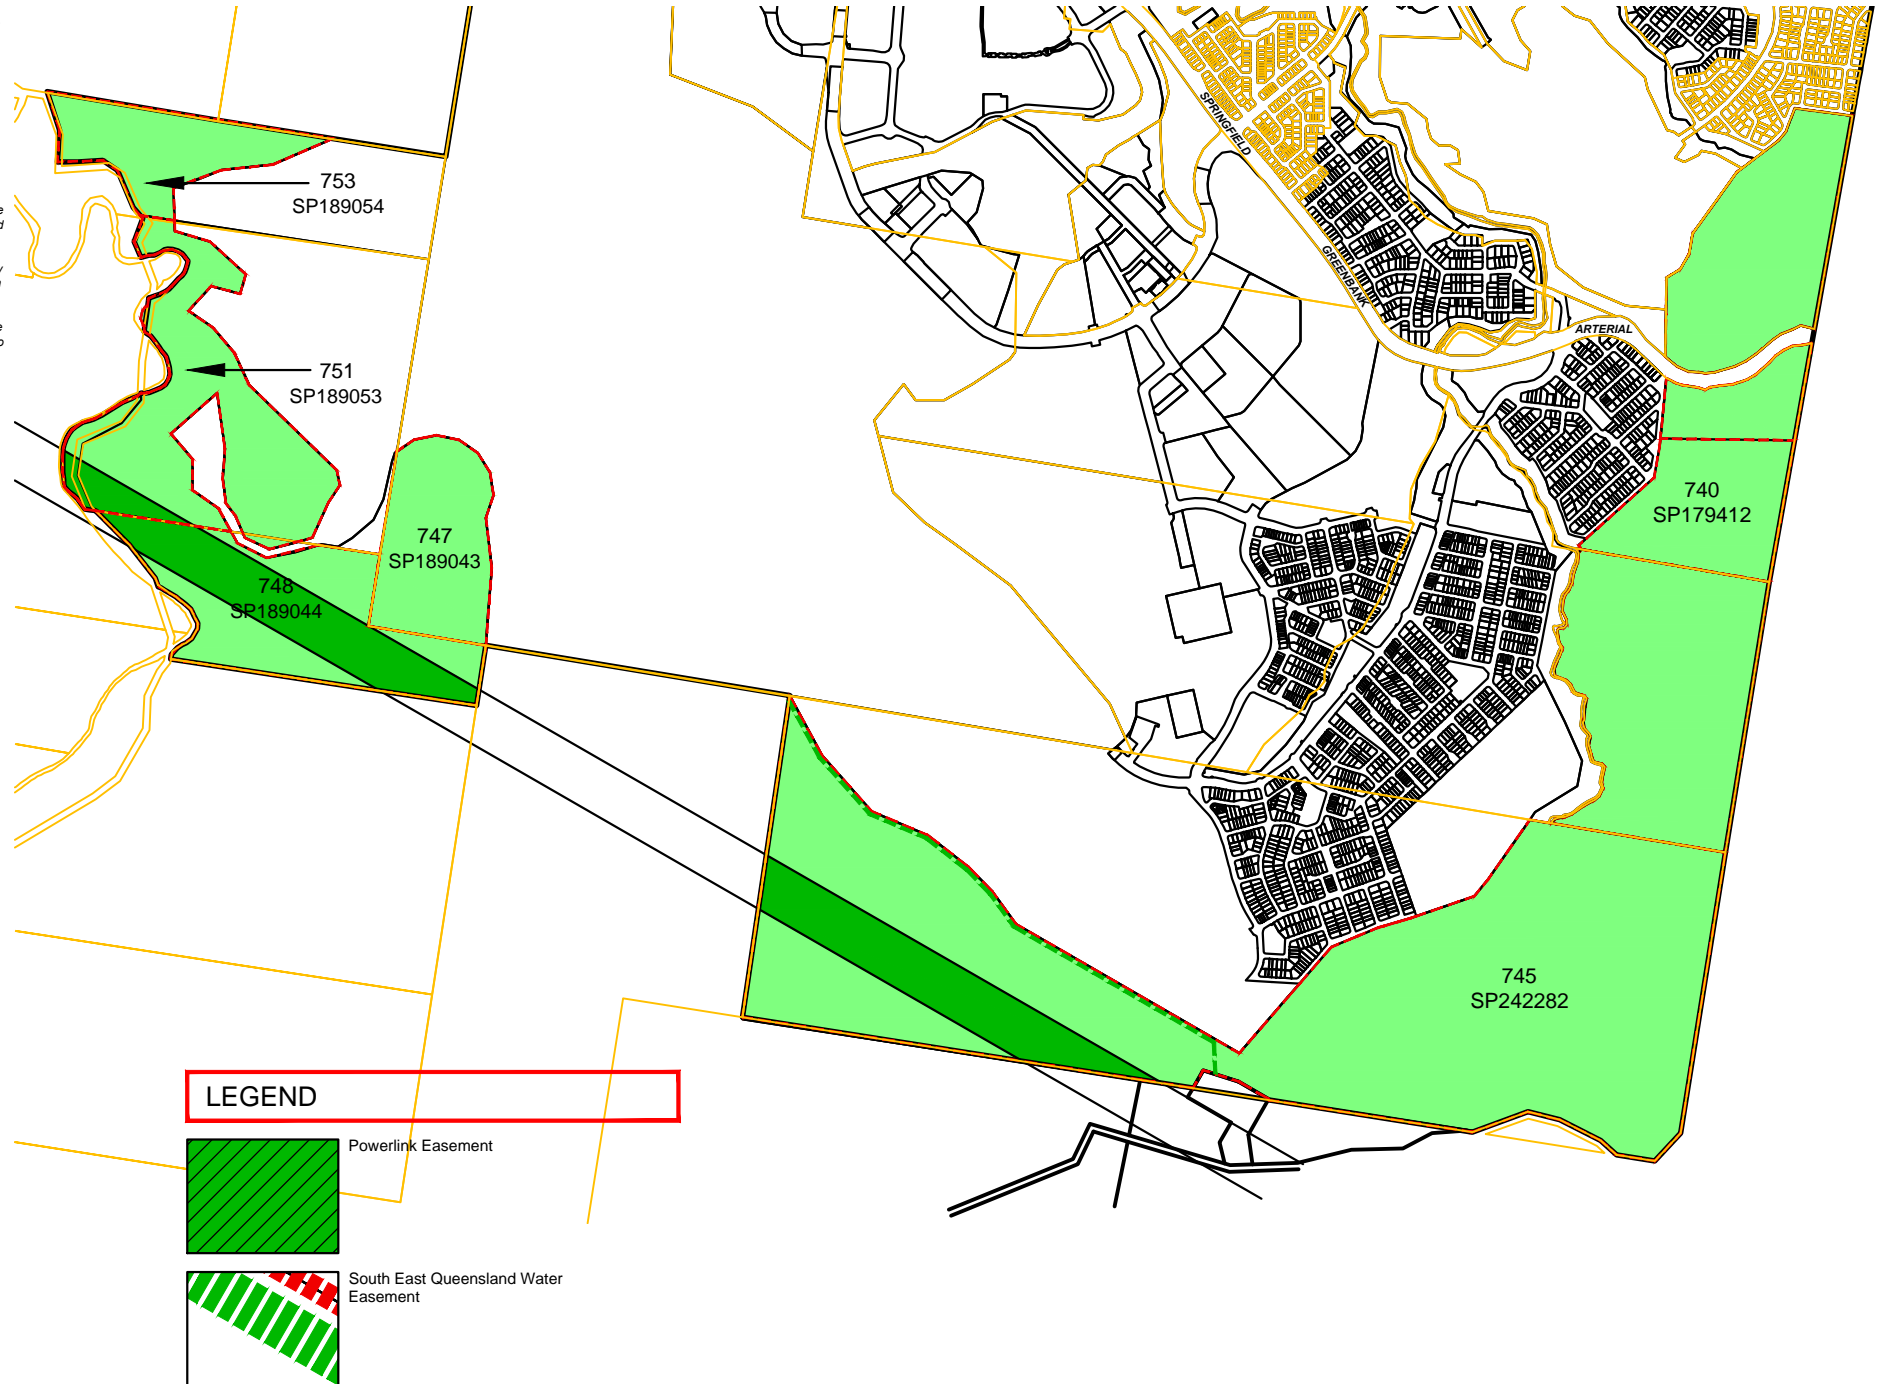 753
SP189054
751
SP189053
747
SP189043
748
SP189044
SPRINGFIELD
GREENBANK
ARTERIAL
740
SP179412
745
SP242282
LEGEND
Powerlink Easement
South East Queensland Water
Easement